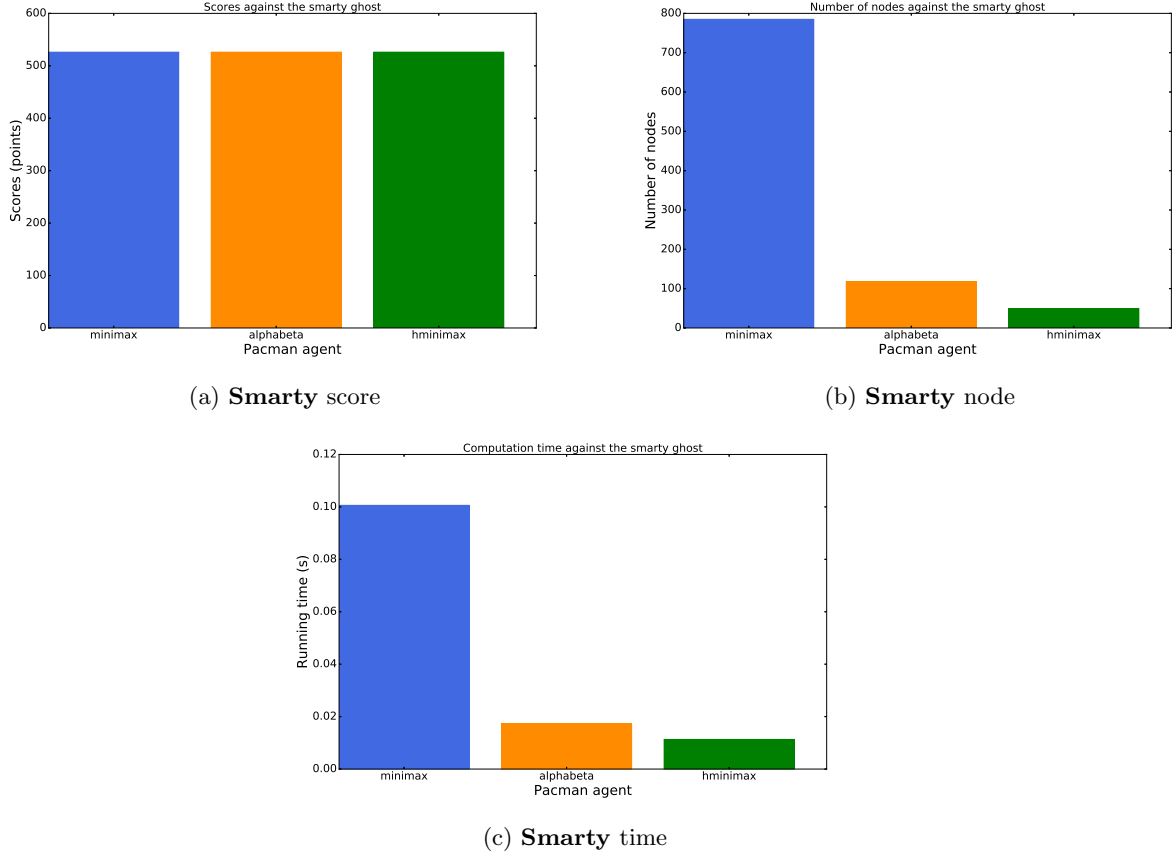 Scores against the smarty ghost
600
500
400
300
200
100
0
Scores (points)
minimax alphabeta hminimax
Pacman agent
(a) Smarty score
Number of nodes against the smarty ghost
800
700
600
500
400
300
200
100
0
Number of nodes
minimax alphabeta hminimax
Pacman agent
(b) Smarty node
Computation time against the smarty ghost
0.12
0.10
0.08
0.06
0.04
0.02
0.00
Running time (s)
minimax alphabeta hminimax
Pacman agent
(c) Smarty time